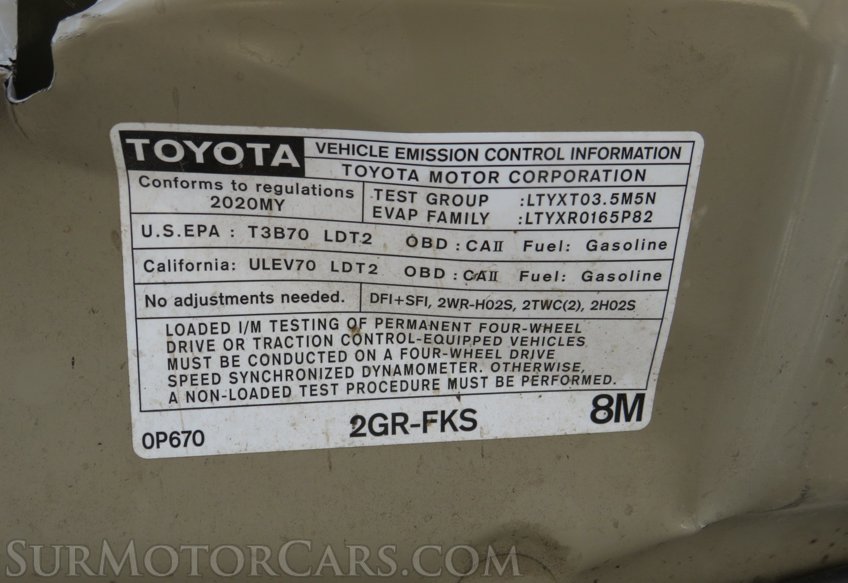 TOYOTA
VEHICLE EMISSION CONTROL INFORMATION
TOYOTA MOTOR CORPORATION
Conforms to regulations
2020MY
TEST GROUP :LTYXT03.5M5N
EVAP FAMILY :LTYXR0165P82
U.S.EPA : T3B70 LDT2 OBD : CAII Fuel: Gasoline
California: ULEV70 LDT2 OBD : CAII Fuel: Gasoline
No adjustments needed.
DFI+SFI, 2WR-HO2S, 2TWC(2), 2HO2S
LOADED I/M TESTING OF PERMANENT FOUR-WHEEL
DRIVE OR TRACTION CONTROL-EQUIPPED VEHICLES
MUST BE CONDUCTED ON A FOUR-WHEEL DRIVE
SPEED SYNCHRONIZED DYNAMOMETER. OTHERWISE,
A NON-LOADED TEST PROCEDURE MUST BE PERFORMED.
0P670 2GR-FKS 8M
SURMOTORCARS.COM